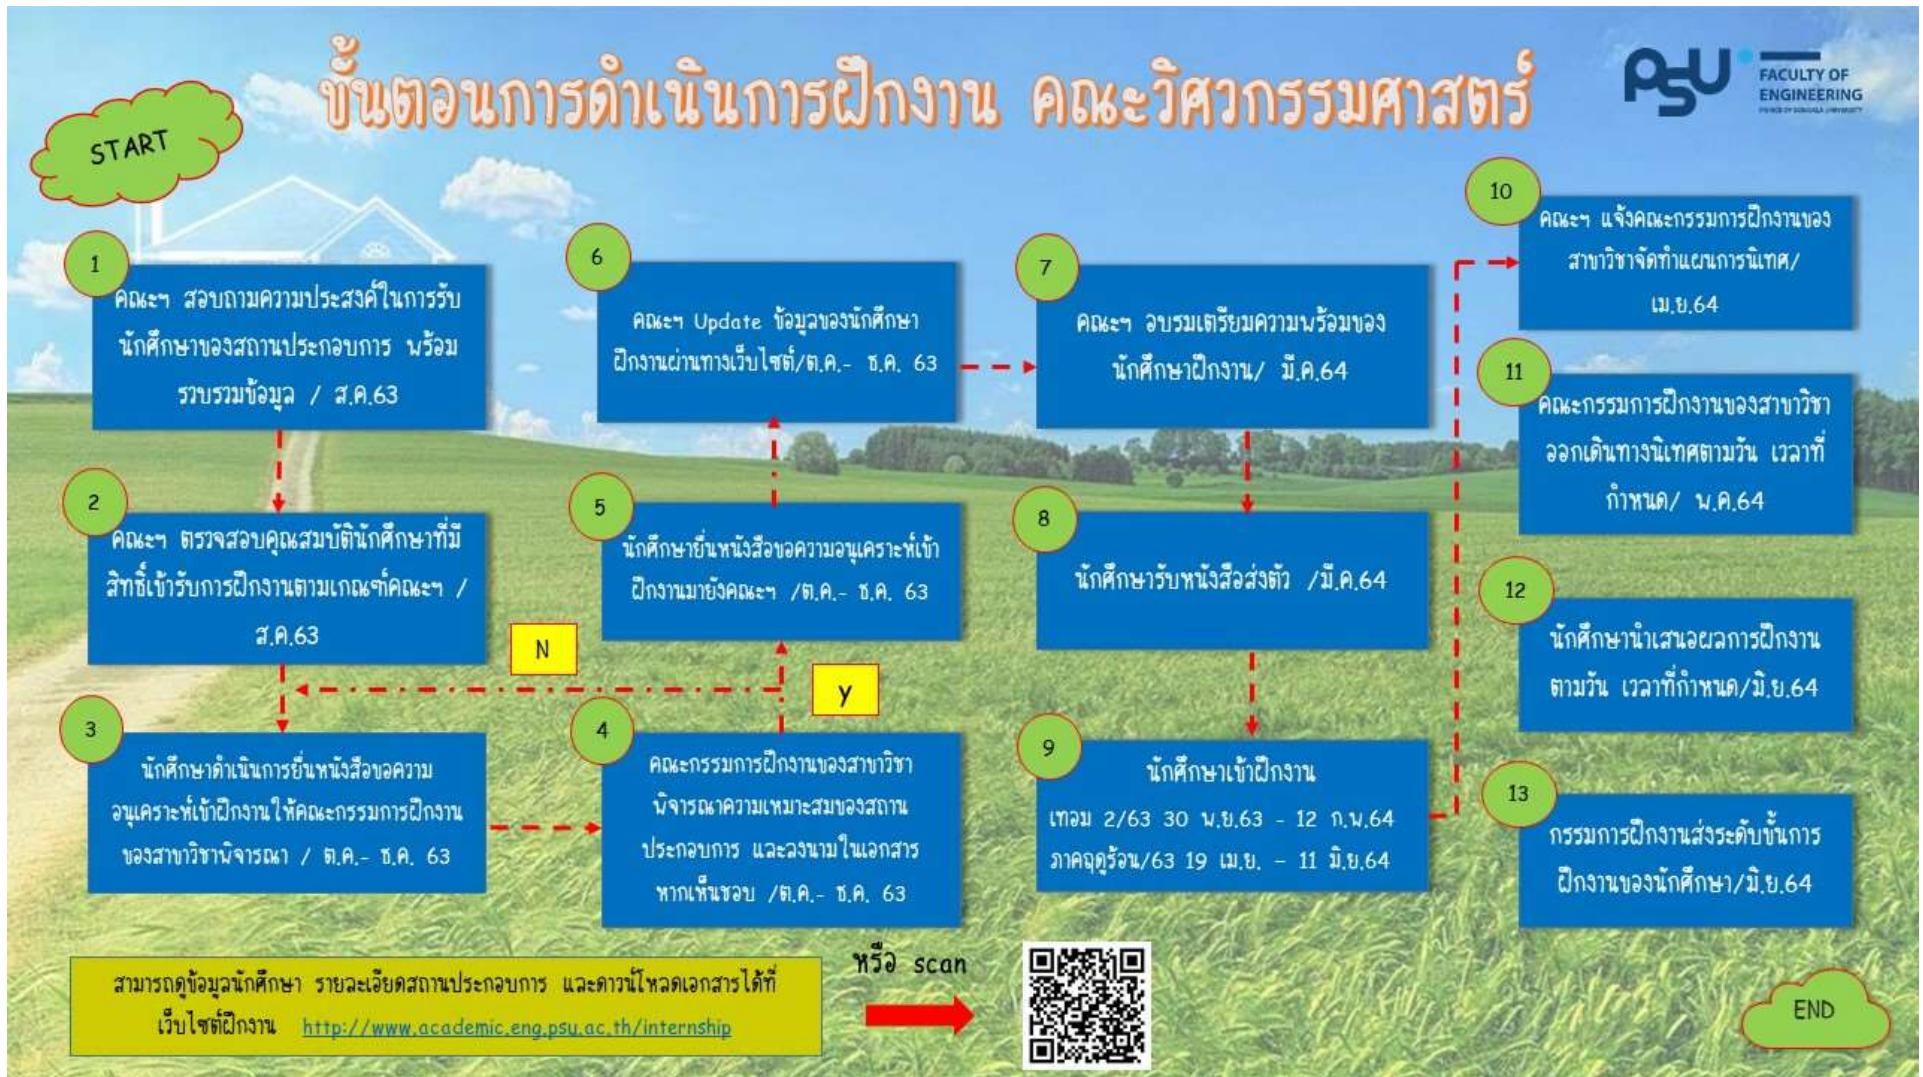 ขั้นตอนการดำเนินการฝึกงาน คณะวิศวกรรมศาสตร์
PSU
FACULTY OF
ENGINEERING
PRINCE OF SONGKLA UNIVERSITY
START
1
คณะฯ สอบถามความประสงค์ในการรับ
นักศึกษาของสถานประกอบการ พร้อม
รวบรวมข้อมูล / ส.ค.63
2
คณะฯ ตรวจสอบคุณสมบัตินักศึกษาที่มี
สิทธิ์เข้ารับการฝึกงานตามเกณฑ์คณะฯ /
ส.ค.63
3
นักศึกษาดำเนินการยื่นหนังสือขอความ
อนุเคราะห์เข้าฝึกงานให้คณะกรรมการฝึกงาน
ของสาขาวิชาพิจารณา / ต.ค.- ธ.ค. 63
4
คณะกรรมการฝึกงานของสาขาวิชา
พิจารณาความเหมาะสมของสถาน
ประกอบการ และลงนามในเอกสาร
หากเห็นชอบ /ต.ค.- ธ.ค. 63
N
y
5
นักศึกษายื่นหนังสือขอความอนุเคราะห์เข้า
ฝึกงานมายังคณะฯ /ต.ค.- ธ.ค. 63
6
คณะฯ Update ข้อมูลของนักศึกษา
ฝึกงานผ่านทางเว็บไซต์/ต.ค.- ธ.ค. 63
7
คณะฯ อบรมเตรียมความพร้อมของ
นักศึกษาฝึกงาน/ มี.ค.64
8
นักศึกษารับหนังสือส่งตัว /มี.ค.64
9
นักศึกษาเข้าฝึกงาน
เทอม 2/63 30 พ.ย.63 - 12 ก.พ.64
ภาคฤดูร้อน/63 19 เม.ย. – 11 มิ.ย.64
10
คณะฯ แจ้งคณะกรรมการฝึกงานของ
สาขาวิชาจัดทำแผนการนิเทศ/
เม.ย.64
11
คณะกรรมการฝึกงานของสาขาวิชา
ออกเดินทางนิเทศตามวัน เวลาที่
กำหนด/ พ.ค.64
12
นักศึกษานำเสนอผลการฝึกงาน
ตามวัน เวลาที่กำหนด/มิ.ย.64
13
กรรมการฝึกงานส่งระดับขั้นการ
ฝึกงานของนักศึกษา/มิ.ย.64
สามารถดูข้อมูลนักศึกษา รายละเอียดสถานประกอบการ และดาวน์โหลดเอกสารได้ที่
เว็บไซต์ฝึกงาน http://www.academic.eng.psu.ac.th/internship
หรือ scan
END